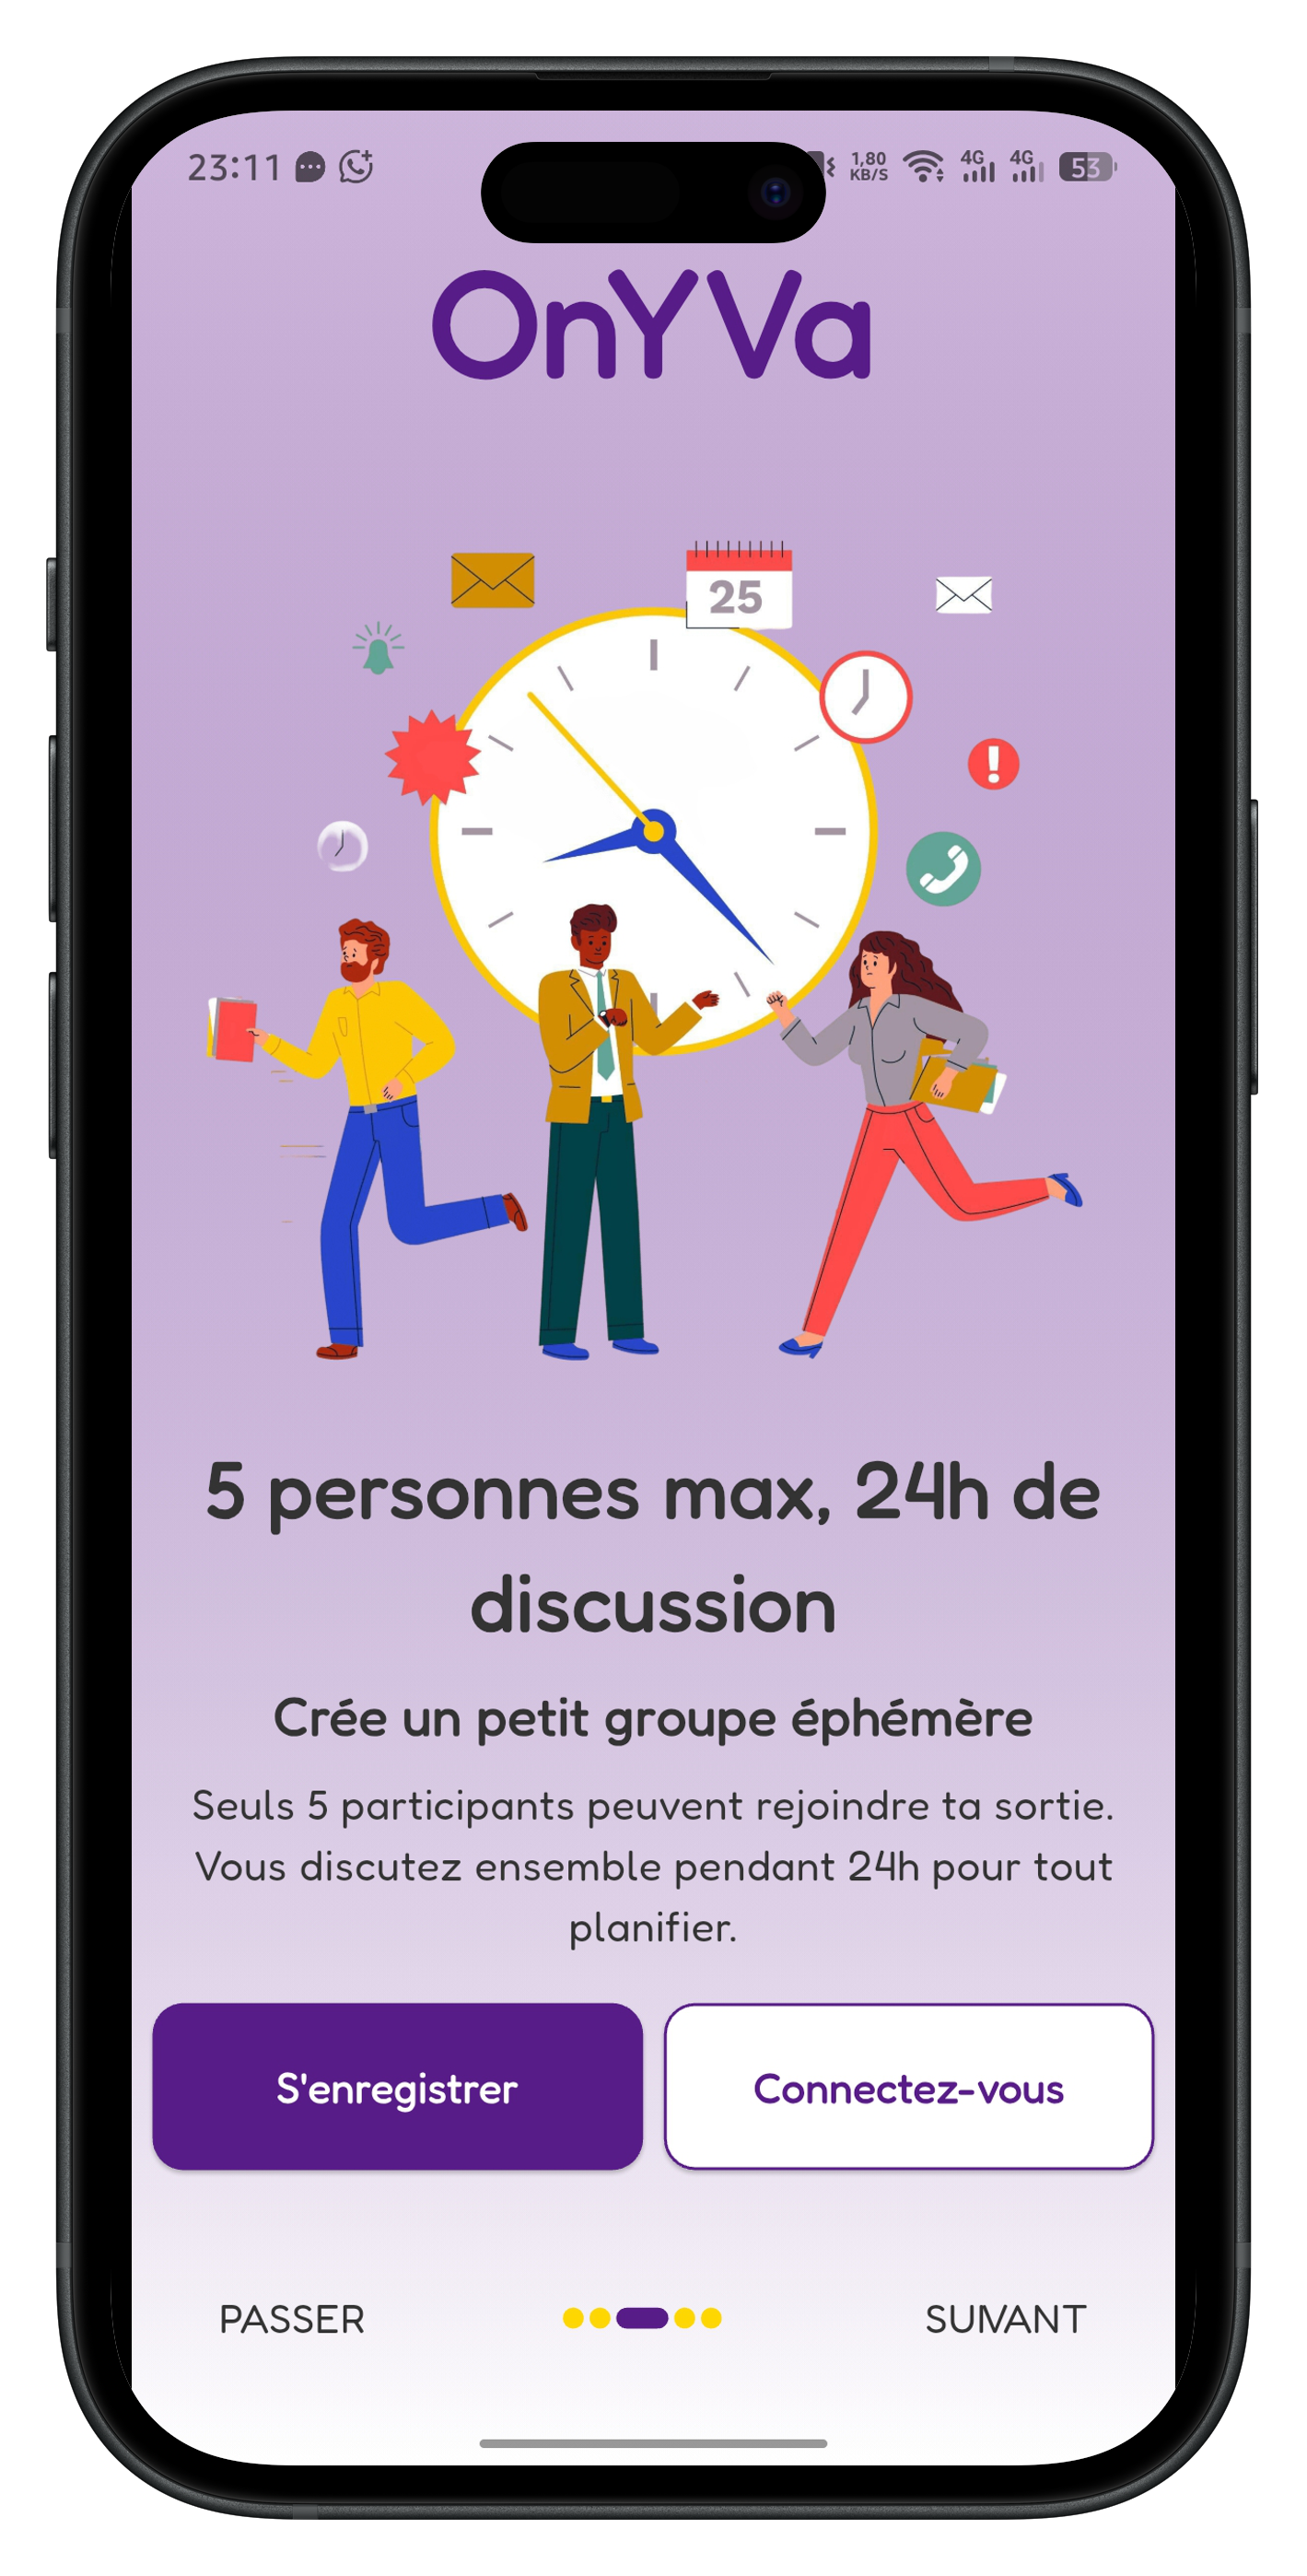 23:11
1,80
KB/S
4G
4G
53
OnYVa
25
5 personnes max, 24h de
discussion
Crée un petit groupe éphémère
Seuls 5 participants peuvent rejoindre ta sortie.
Vous discutez ensemble pendant 24h pour tout
planifier.
S'enregistrer
Connectez-vous
PASSER
SUIVANT